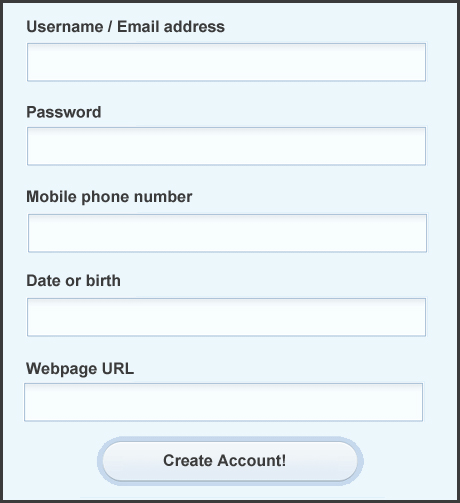 Username / Email address
Password
Mobile phone number
Date or birth
Webpage URL
Create Account!